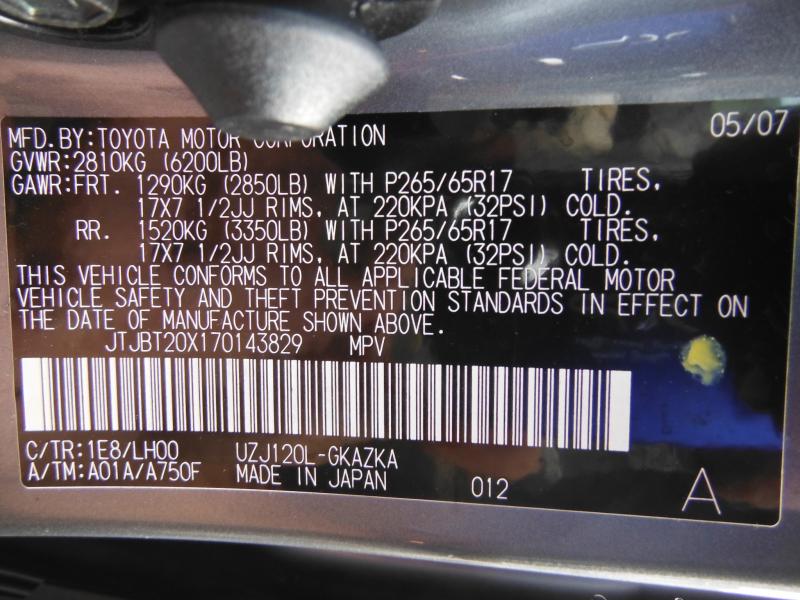 05/07
MFD.BY:TOYOTA MOTOR CORPORATION
GVWR:2810KG (6200LB)
GAWR:FRT. 1290KG (2850LB) WITH P265/65R17 TIRES,
17X7 1/2JJ RIMS, AT 220KPA (32PSI) COLD.
RR. 1520KG (3350LB) WITH P265/65R17 TIRES,
17X7 1/2JJ RIMS, AT 220KPA (32PSI) COLD.
THIS VEHICLE CONFORMS TO ALL APPLICABLE FEDERAL MOTOR
VEHICLE SAFETY AND THEFT PREVENTION STANDARDS IN EFFECT ON
THE DATE OF MANUFACTURE SHOWN ABOVE.
JTJBT20X170143829 MPV
C/TR:1E8/LH00 UZJ120L-GKAZKA
A/TM:A01A/A750F MADE IN JAPAN 012 A